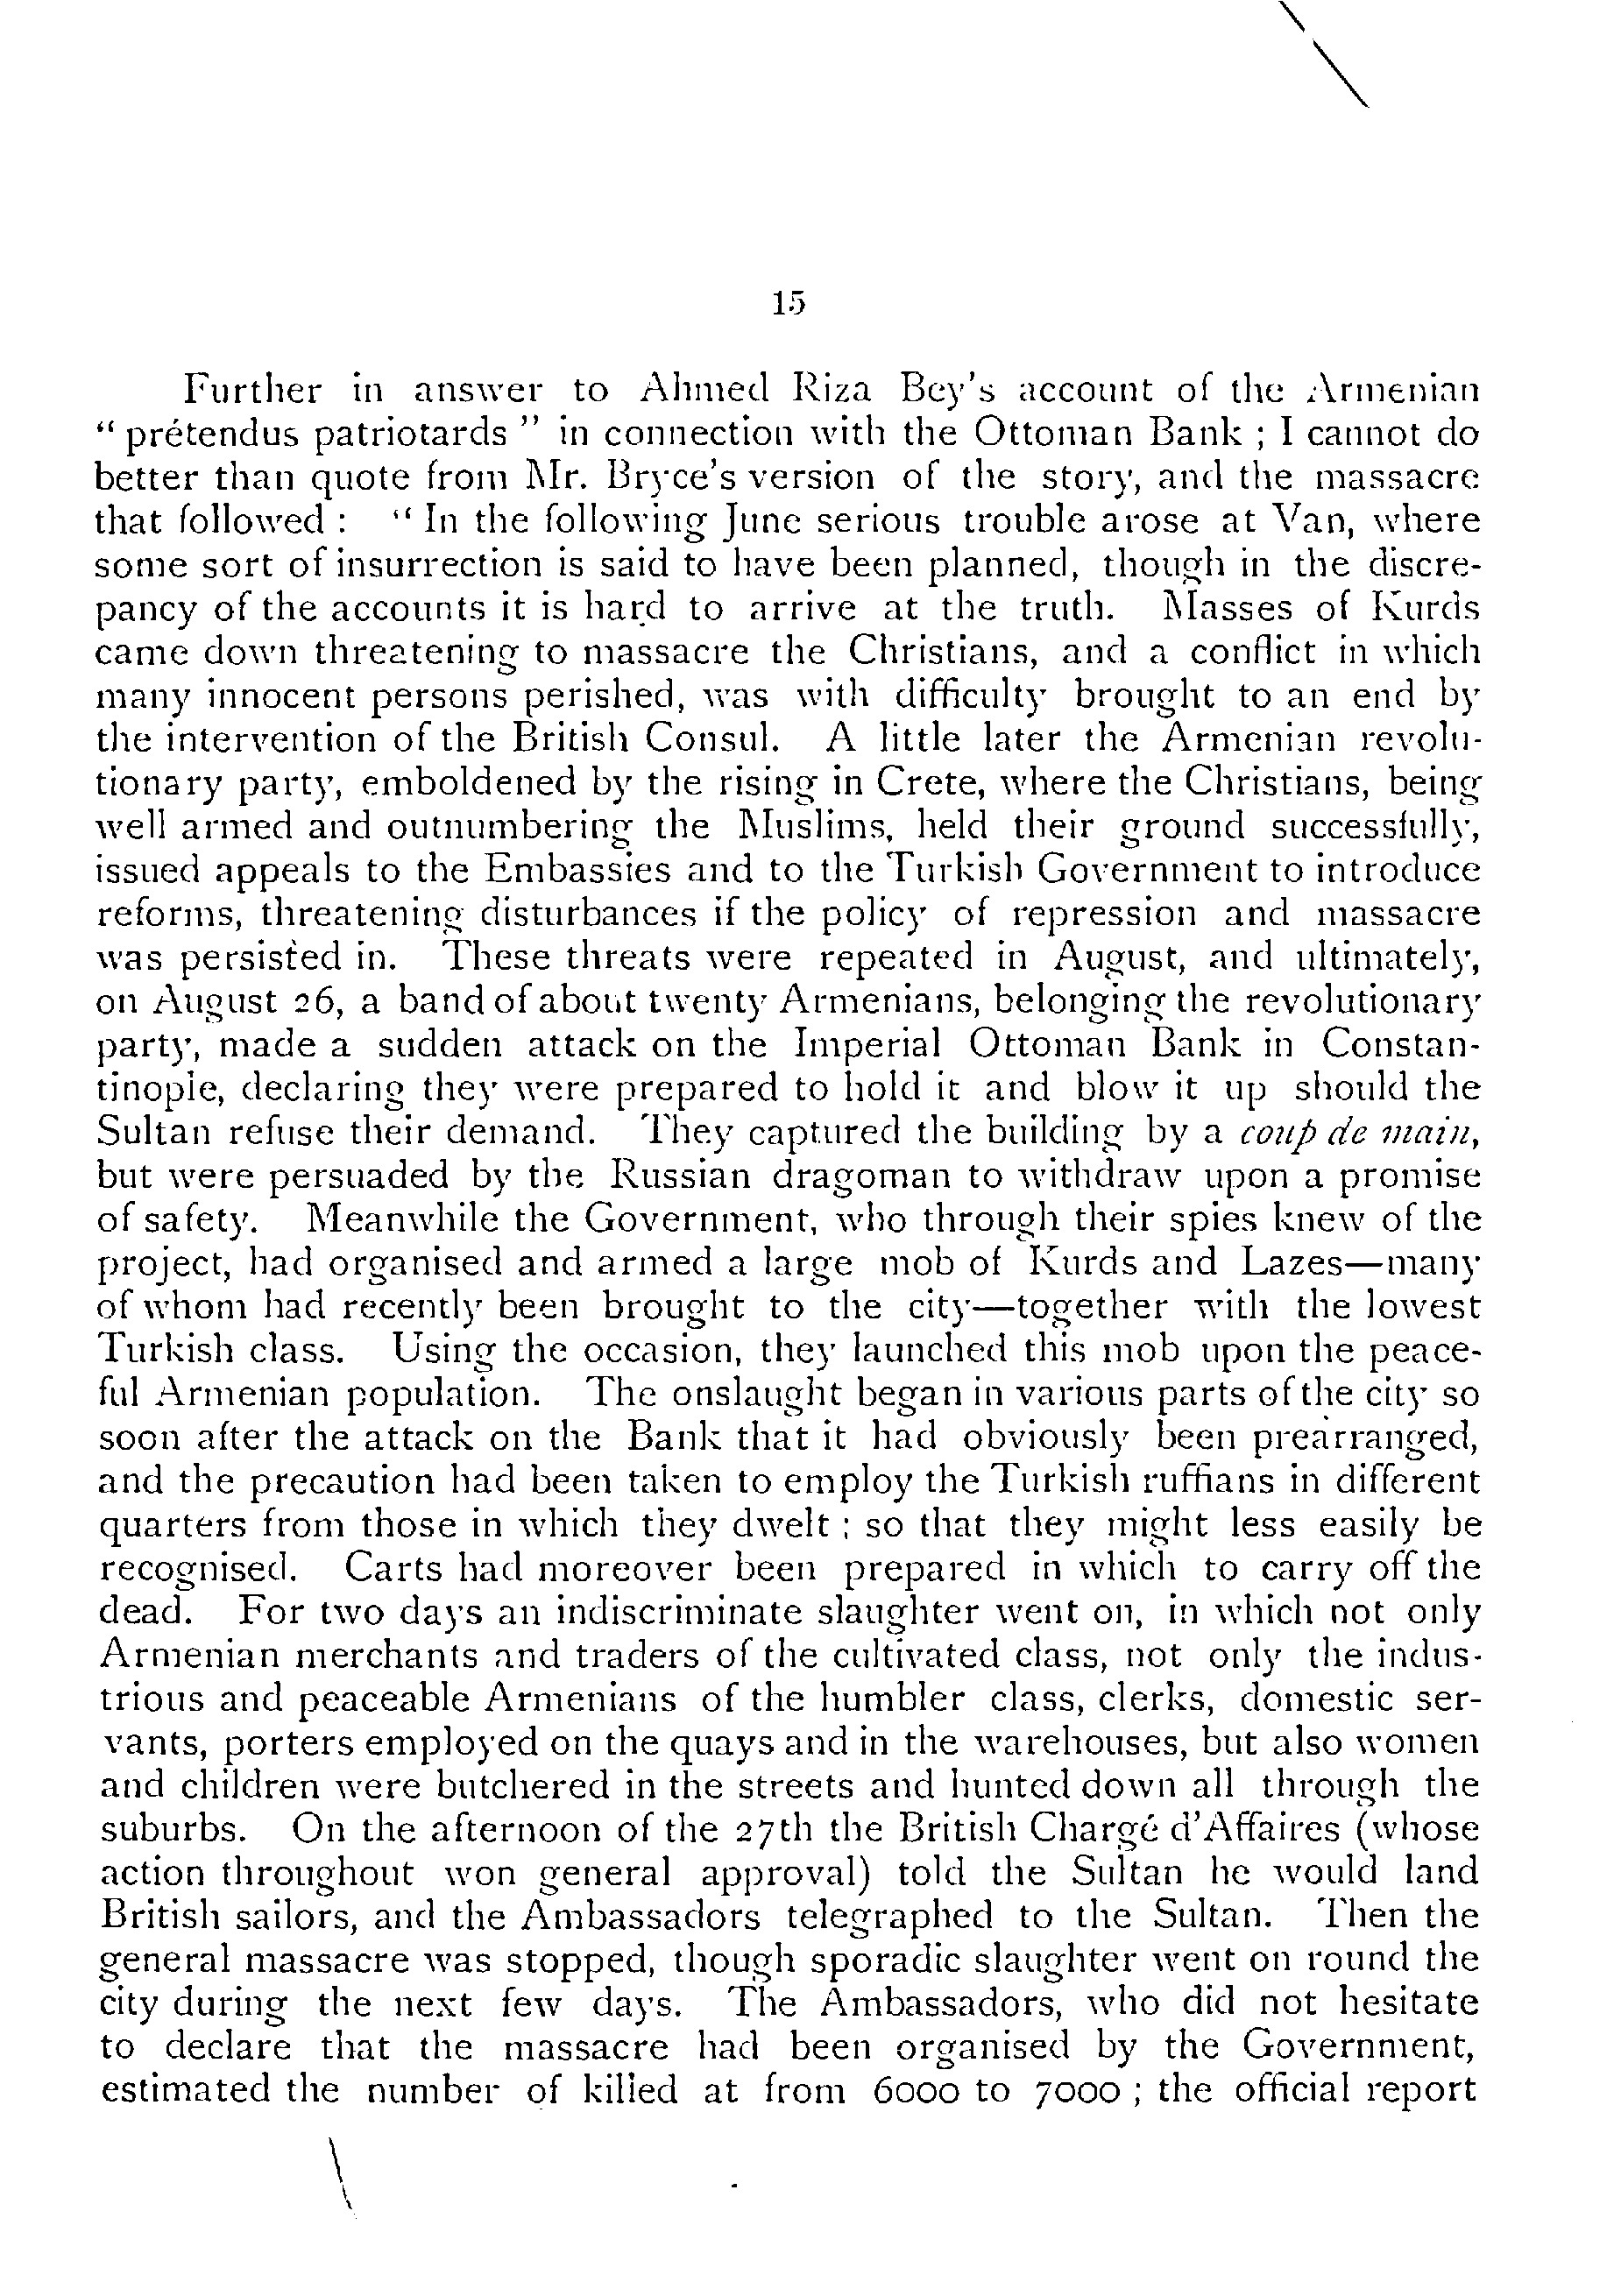 15
Further in answer to Ahmed Riza Bey's account of the Armenian
“ prétendus patriotards ” in connection with the Ottoman Bank ; I cannot do
better than quote from Mr. Bryce's version of the story, and the massacre
that followed : “ In the following June serious trouble arose at Van, where
some sort of insurrection is said to have been planned, though in the discre-
pancy of the accounts it is hard to arrive at the truth. Masses of Kurds
came down threatening to massacre the Christians, and a conflict in which
many innocent persons perished, was with difficulty brought to an end by
the intervention of the British Consul. A little later the Armenian revolu-
tionary party, emboldened by the rising in Crete, where the Christians, being
well armed and outnumbering the Muslims, held their ground successfully,
issued appeals to the Embassies and to the Turkish Government to introduce
reforms, threatening disturbances if the policy of repression and massacre
was persisted in. These threats were repeated in August, and ultimately,
on August 26, a band of about twenty Armenians, belonging the revolutionary
party, made a sudden attack on the Imperial Ottoman Bank in Constan-
tinople, declaring they were prepared to hold it and blow it up should the
Sultan refuse their demand. They captured the building by a coup de main,
but were persuaded by the Russian dragoman to withdraw upon a promise
of safety. Meanwhile the Government, who through their spies knew of the
project, had organised and armed a large mob of Kurds and Lazes—many
of whom had recently been brought to the city—together with the lowest
Turkish class. Using the occasion, they launched this mob upon the peace-
ful Armenian population. The onslaught began in various parts of the city so
soon after the attack on the Bank that it had obviously been prearranged,
and the precaution had been taken to employ the Turkish ruffians in different
quarters from those in which they dwelt ; so that they might less easily be
recognised. Carts had moreover been prepared in which to carry off the
dead. For two days an indiscriminate slaughter went on, in which not only
Armenian merchants and traders of the cultivated class, not only the indus-
trious and peaceable Armenians of the humbler class, clerks, domestic ser-
vants, porters employed on the quays and in the warehouses, but also women
and children were butchered in the streets and hunted down all through the
suburbs. On the afternoon of the 27th the British Chargé d'Affaires (whose
action throughout won general approval) told the Sultan he would land
British sailors, and the Ambassadors telegraphed to the Sultan. Then the
general massacre was stopped, though sporadic slaughter went on round the
city during the next few days. The Ambassadors, who did not hesitate
to declare that the massacre had been organised by the Government,
estimated the number of killed at from 6000 to 7000 ; the official report